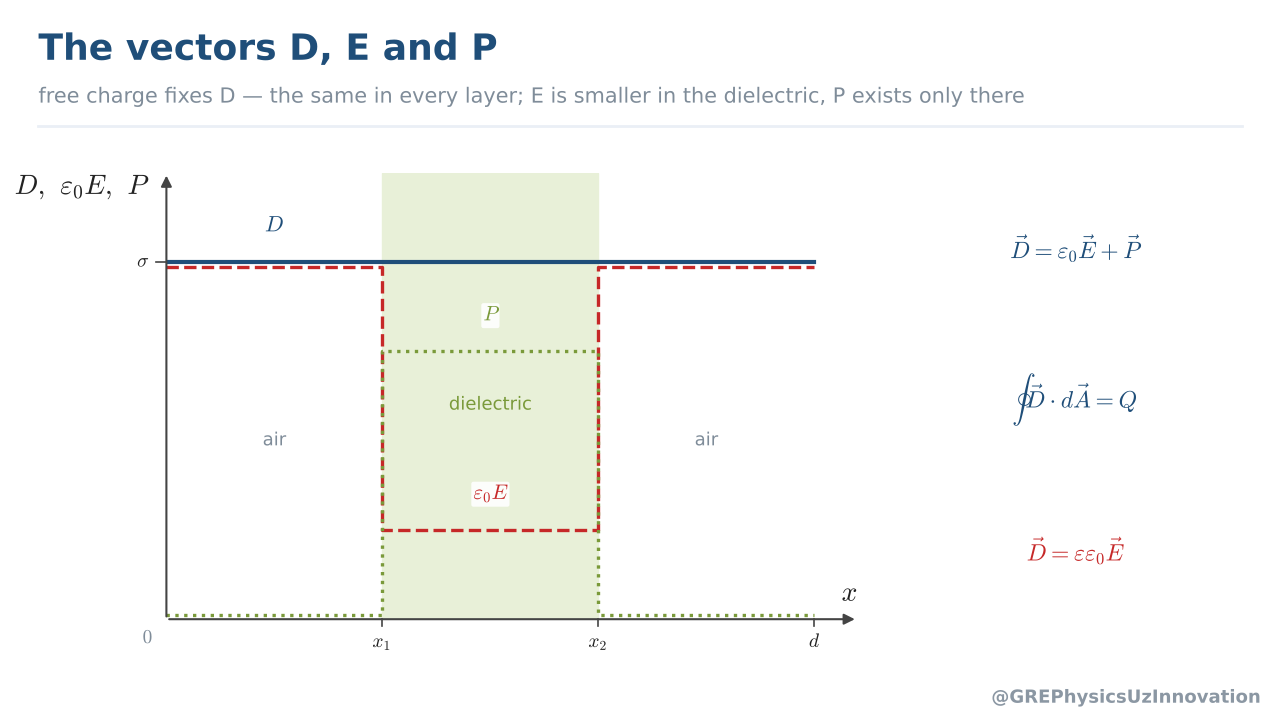 The vectors D, E and P
free charge fixes D — the same in every layer; E is smaller in the dielectric, P exists only there
D, ε₀E, P
D
σ
P
dielectric
air
air
ε₀E
x
0
x₁
x₂
d
D⃗ = ε₀E⃗ + P⃗
∮D⃗ · dA⃗ = Q
D⃗ = εε₀E⃗
@GREPhysicsUzInnovation